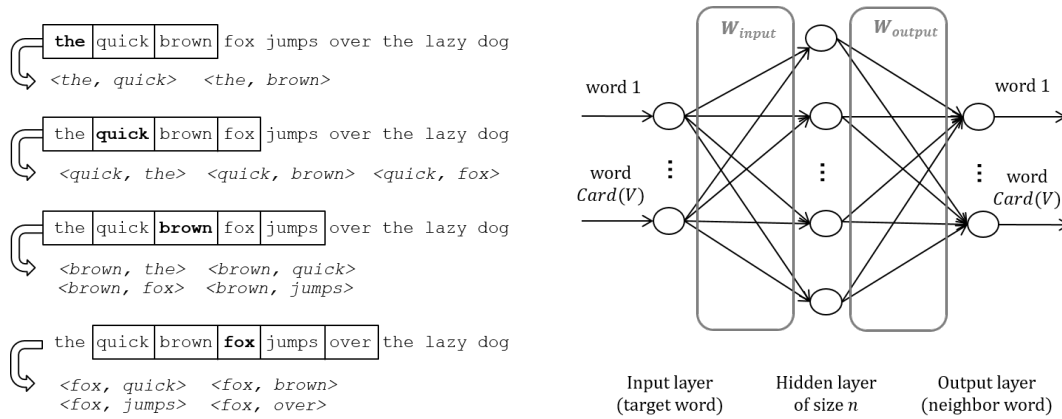 the quick brown fox jumps over the lazy dog
<the, quick> <the, brown>
the quick brown fox jumps over the lazy dog
<quick, the> <quick, brown> <quick, fox>
the quick brown fox jumps over the lazy dog
<brown, the> <brown, quick>
<brown, fox> <brown, jumps>
the quick brown fox jumps over the lazy dog
<fox, quick> <fox, brown>
<fox, jumps> <fox, over>
W input
W output
word 1
word 1
...
...
...
word
Card(V)
word
Card(V)
Input layer
(target word)
Hidden layer
of size n
Output layer
(neighbor word)